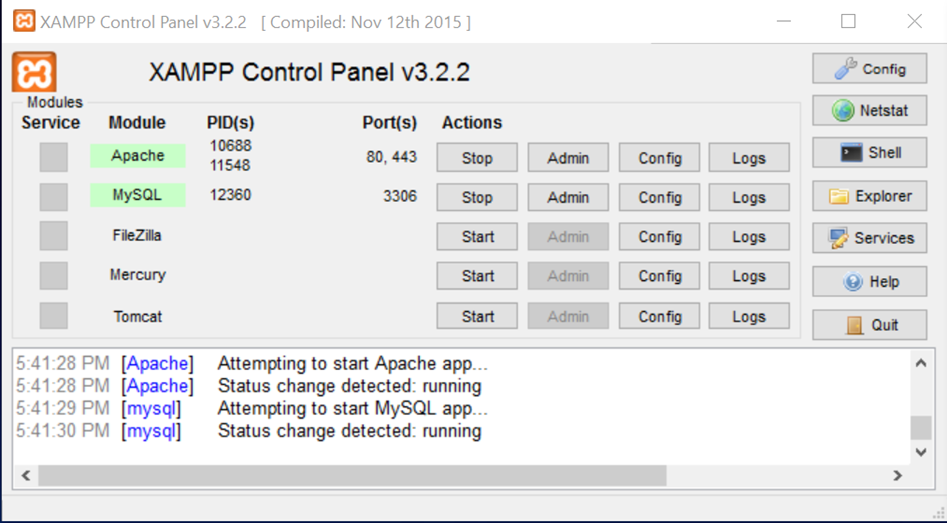 XAMPP Control Panel v3.2.2 [ Compiled: Nov 12th 2015 ]
XAMPP Control Panel v3.2.2
Config
Modules
Service Module PID(s) Port(s) Actions
Netstat
Apache 10688 11548 80, 443 Stop Admin Config Logs
Shell
MySQL 12360 3306 Stop Admin Config Logs
Explorer
FileZilla Start Admin Config Logs
Services
Mercury Start Admin Config Logs
Help
Tomcat Start Admin Config Logs
Quit
5:41:28 PM [Apache] Attempting to start Apache app...
5:41:28 PM [Apache] Status change detected: running
5:41:29 PM [mysql] Attempting to start MySQL app...
5:41:30 PM [mysql] Status change detected: running